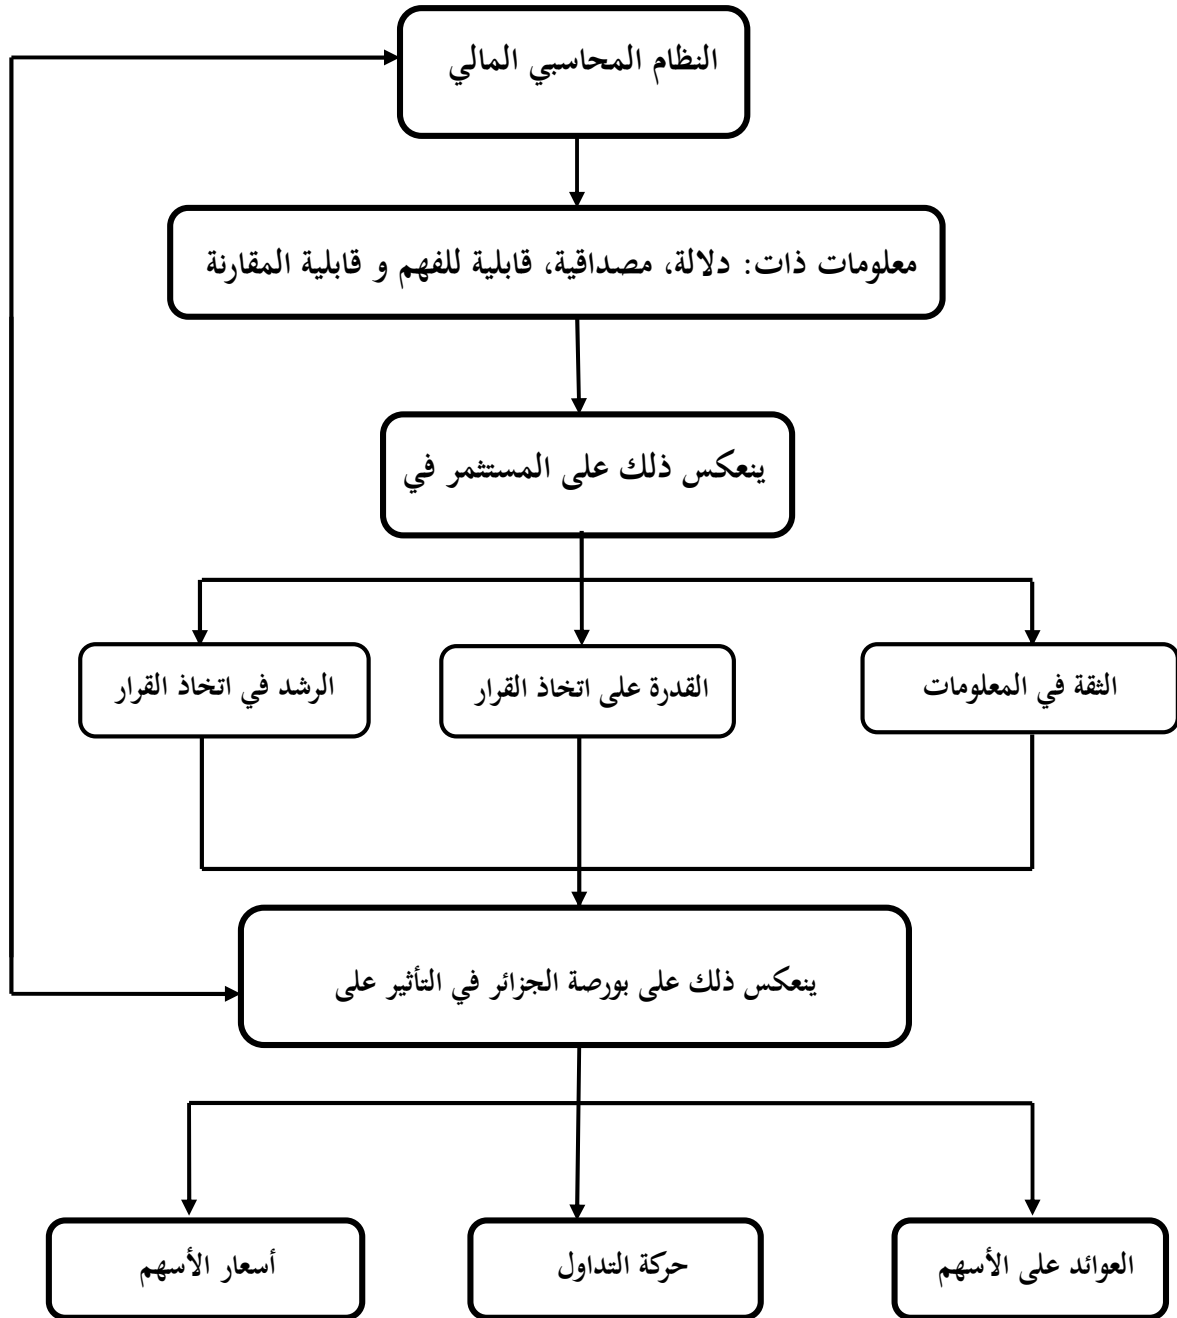 النظام المحاسبي المالي
معلومات ذات: دلالة، مصداقية، قابلية للفهم و قابلية المقارنة
ينعكس ذلك على المستثمر في
الثقة في المعلومات
القدرة على اتخاذ القرار
الرشد في اتخاذ القرار
ينعكس ذلك على بورصة الجزائر في التأثير على
العوائد على الأسهم
حركة التداول
أسعار الأسهم